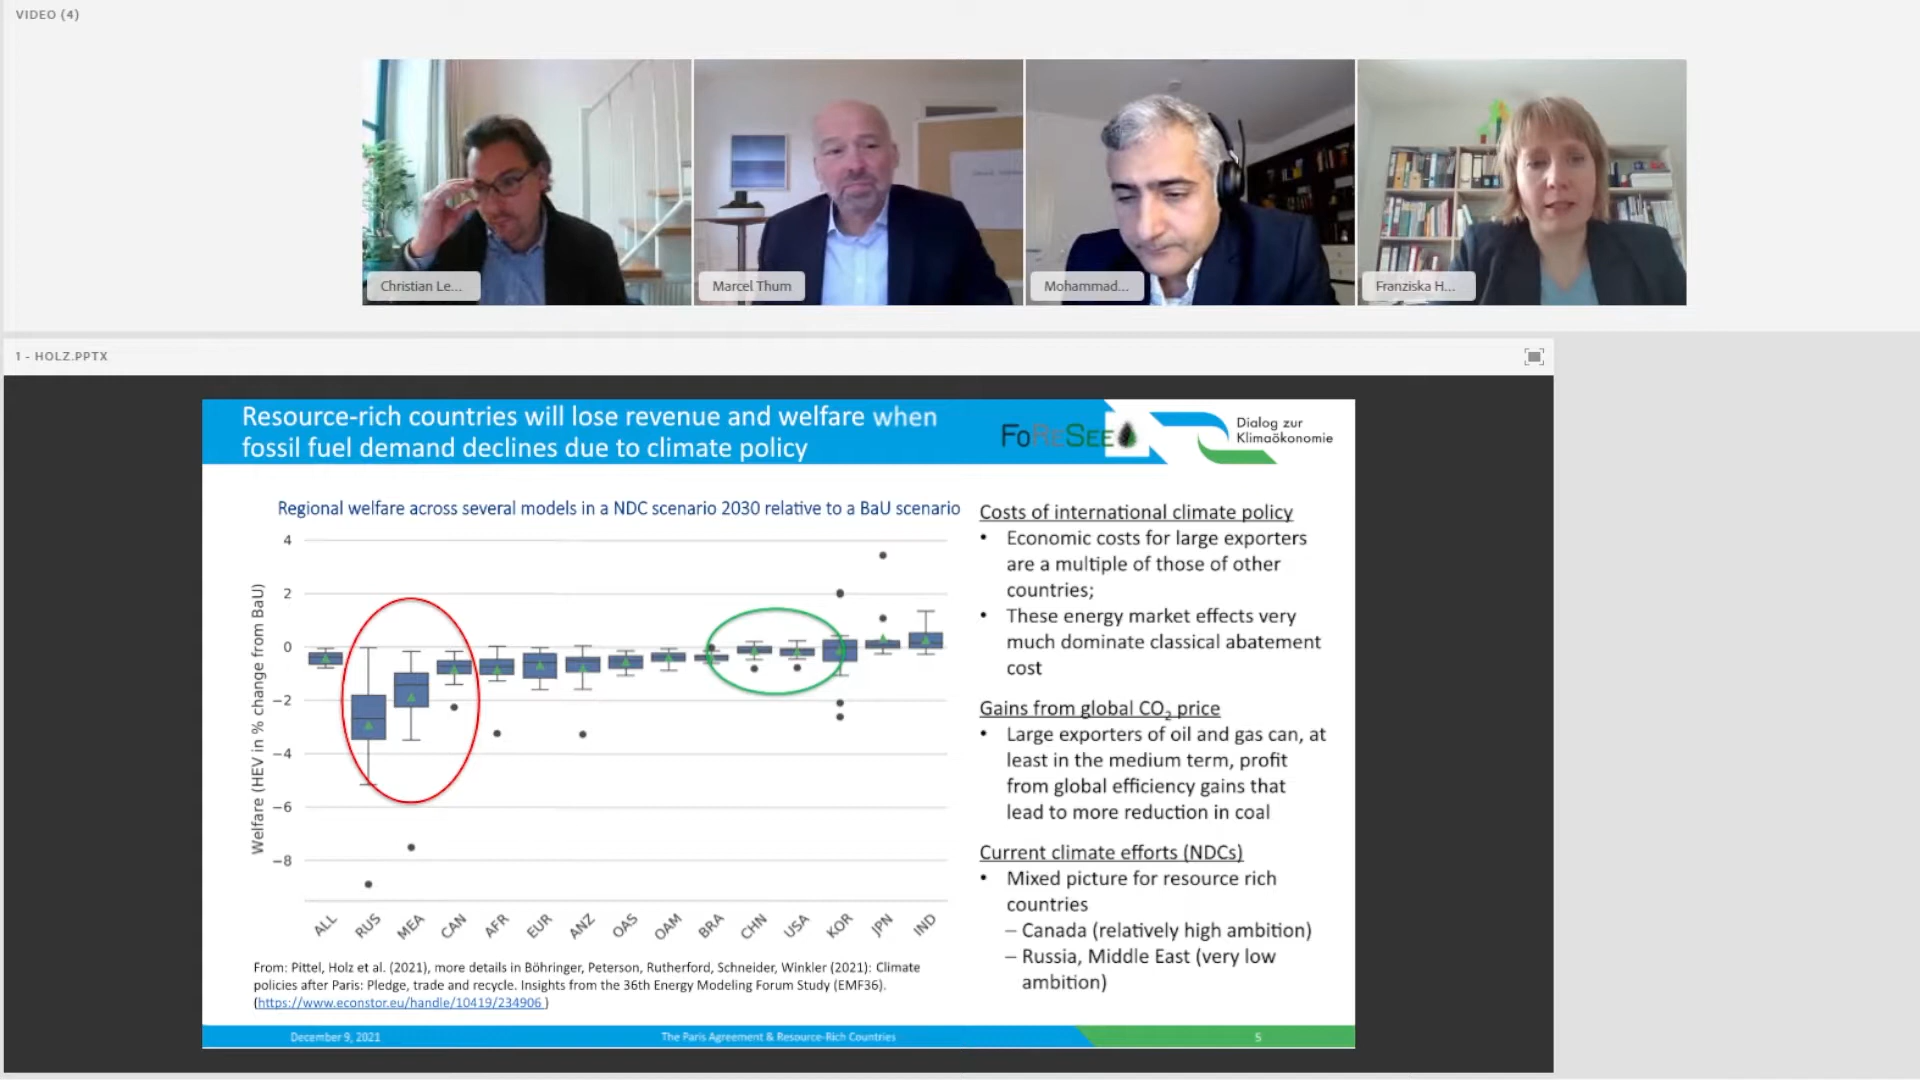 VIDEO (4)
Christian Le...
Marcel Thum
Mohammad...
Franziska H...
1 - HOLZ.PPTX
Resource-rich countries will lose revenue and welfare when
fossil fuel demand declines due to climate policy
FoReSee
Dialog zur
Klimaökonomie
Regional welfare across several models in a NDC scenario 2030 relative to a BaU scenario
Welfare (HEV in % change from BaU)
4
2
0
−2
−4
−6
−8
ALL RUS MEA CAN AFR EUR ANZ OAS OAM BRA CHN USA KOR JPN IND
From: Pittel, Holz et al. (2021), more details in Böhringer, Peterson, Rutherford, Schneider, Winkler (2021): Climate
policies after Paris: Pledge, trade and recycle. Insights from the 36th Energy Modeling Forum Study (EMF36).
(https://www.econstor.eu/handle/10419/234906 )
Costs of international climate policy
• Economic costs for large exporters
are a multiple of those of other
countries;
• These energy market effects very
much dominate classical abatement
cost
Gains from global CO₂ price
• Large exporters of oil and gas can, at
least in the medium term, profit
from global efficiency gains that
lead to more reduction in coal
Current climate efforts (NDCs)
• Mixed picture for resource rich
countries
– Canada (relatively high ambition)
– Russia, Middle East (very low
ambition)
December 9, 2021
The Paris Agreement & Resource-Rich Countries
5